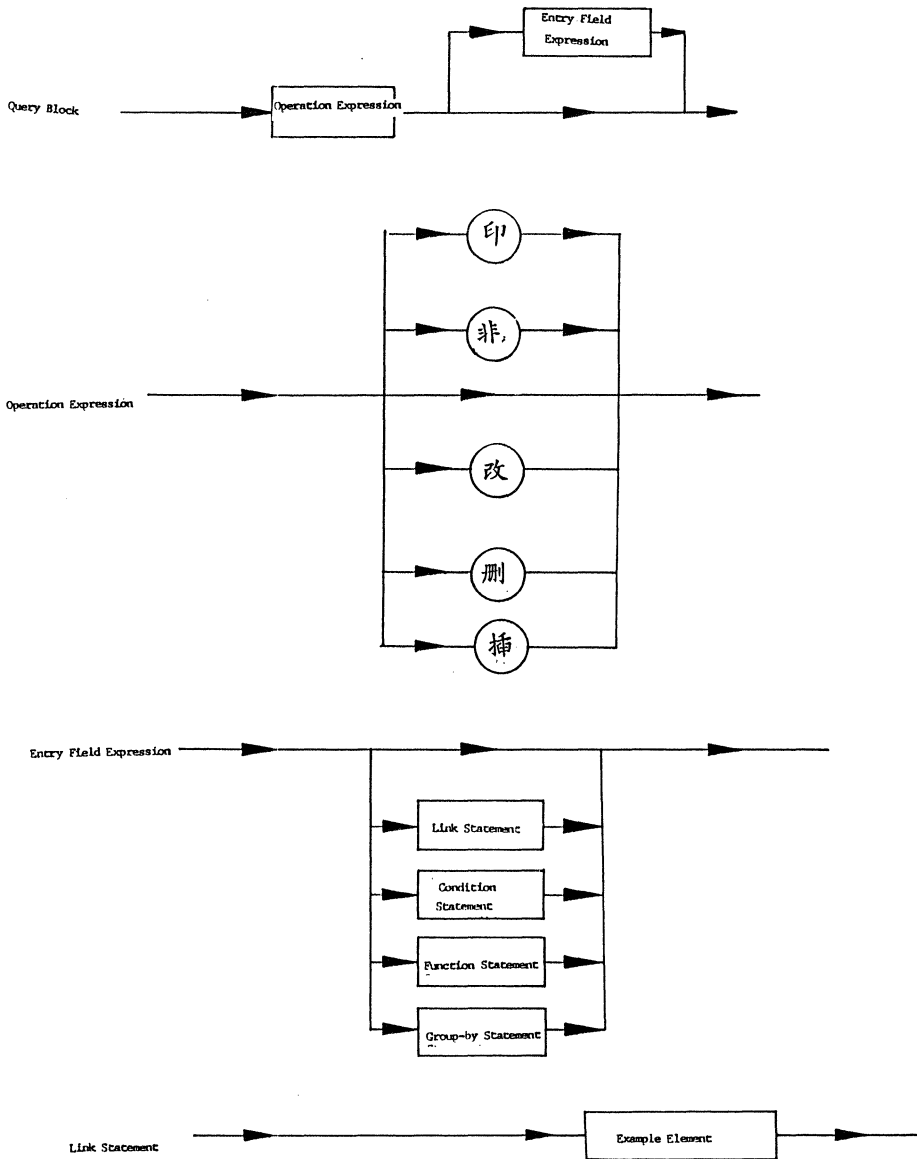 Entry Field
Expression
Query Block
Operation Expression
印
非
Operation Expression
改
删
插
Entry Field Expression
Link Statement
Condition
Statement
Function Statement
Group-by Statement
Link Statement
Example Element